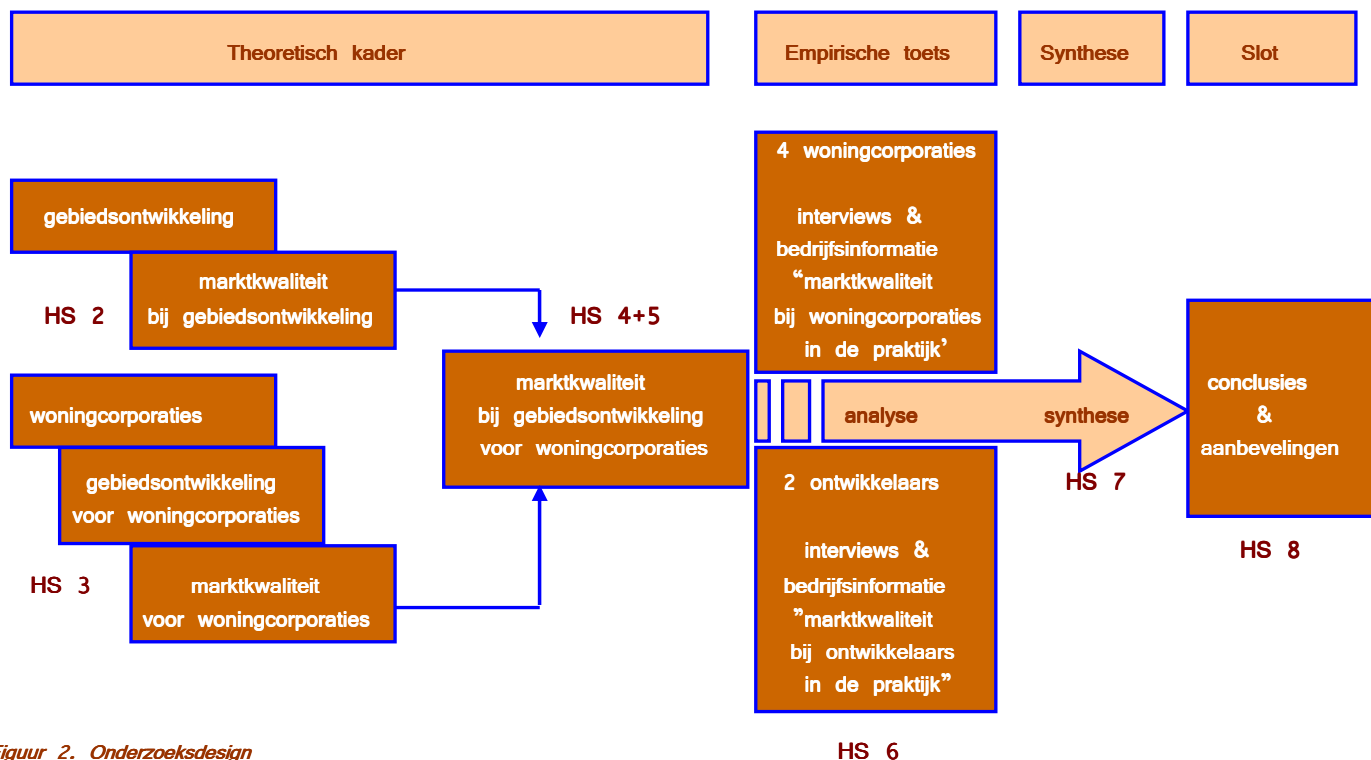 Theoretisch kader
Empirische toets
Synthese
Slot
gebiedsontwikkeling
marktkwaliteit
bij gebiedsontwikkeling
HS 2
woningcorporaties
gebiedsontwikkeling
voor woningcorporaties
marktkwaliteit
voor woningcorporaties
HS 3
HS 4+5
marktkwaliteit
bij gebiedsontwikkeling
voor woningcorporaties
4 woningcorporaties
interviews &
bedrijfsinformatie
“marktkwaliteit
bij woningcorporaties
in de praktijk’
analyse
synthese
HS 7
2 ontwikkelaars
interviews &
bedrijfsinformatie
”marktkwaliteit
bij ontwikkelaars
in de praktijk”
HS 6
conclusies
&
aanbevelingen
HS 8
Figuur 2. Onderzoeksdesign